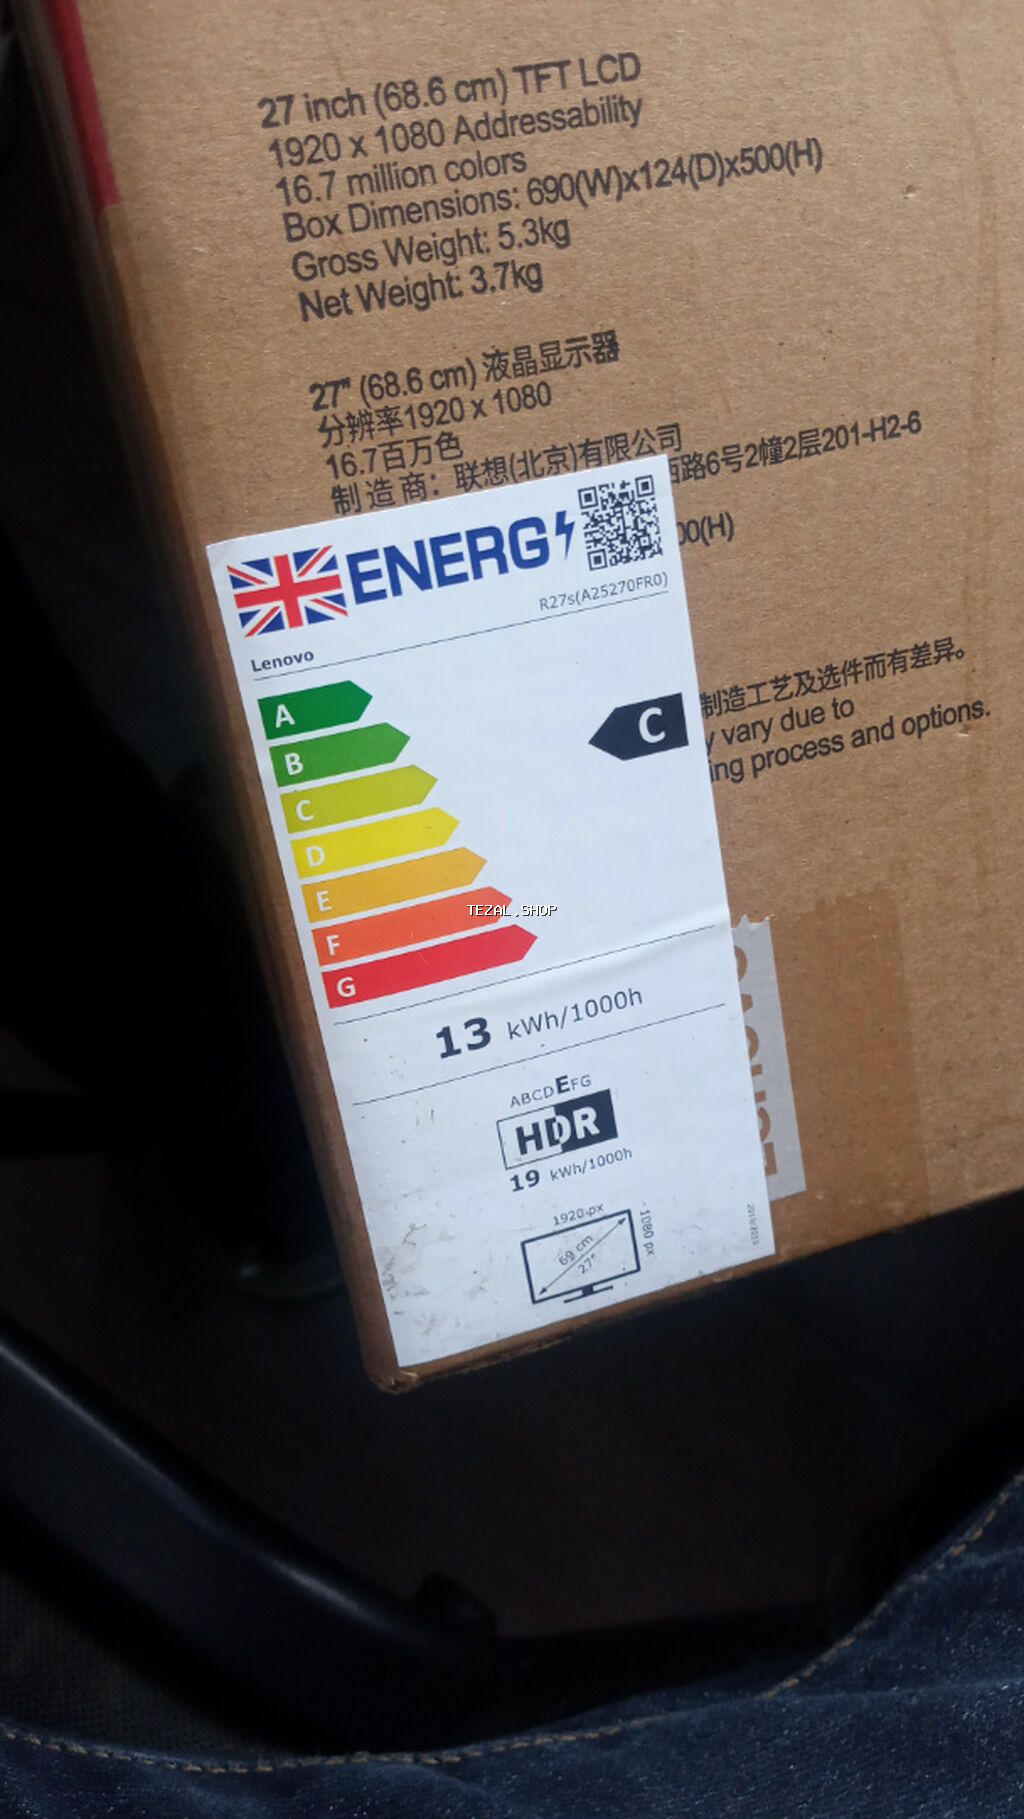 27 inch (68.6 cm) TFT LCD
1920 x 1080 Addressability
16.7 million colors
Box Dimensions: 690(W)x124(D)x500(H)
Gross Weight: 5.3kg
Net Weight: 3.7kg
27" (68.6 cm) 液晶显示器
分辨率1920 x 1080
16.7百万色
制 造 商： 联想(北京)有限公司
西路6号2幢2层201-H2-6
00(H)
ENERG
R27s(A25270FR0)
Lenovo
A
B
C
D
E
F
G
C
制造工艺及选件而有差异。
y vary due to
ing process and options.
TEZAL.SHOP
13 kWh/1000h
ABCDEFG
HDR
19 kWh/1000h
1920 px
1080 px
69 cm
27"
2019/2013